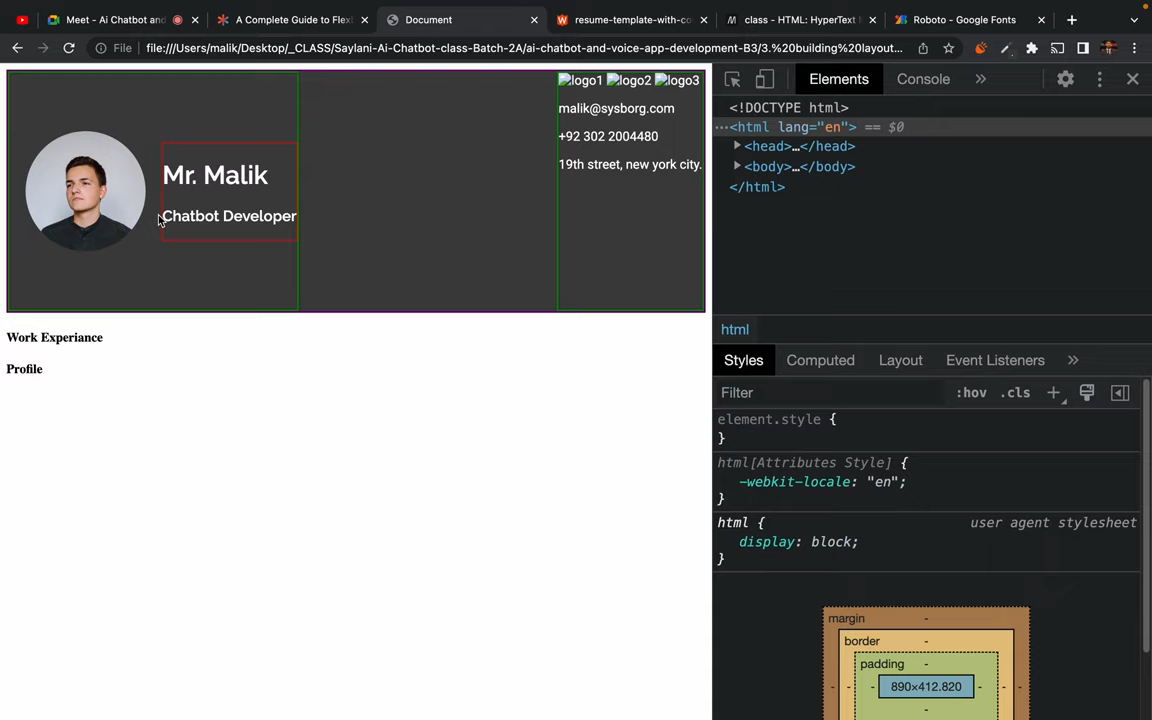 Meet - Ai Chatbot and
A Complete Guide to Flexb
Document
resume-template-with-co
class - HTML: HyperText
Roboto - Google Fonts
File
file:///Users/malik/Desktop/_CLASS/Saylani-Ai-Chatbot-class-Batch-2A/ai-chatbot-and-voice-app-development-B3/3.%20building%20layout...
logo1 logo2 logo3
malik@sysborg.com
+92 302 2004480
19th street, new york city.
Mr. Malik
Chatbot Developer
Work Experiance
Profile
Elements
Console
<!DOCTYPE html>
<html lang="en"> == $0
<head>…</head>
<body>…</body>
</html>
html
Styles
Computed
Layout
Event Listeners
Filter
:hov
.cls
element.style {
}
html[Attributes Style] {
-webkit-locale: "en";
}
html {
user agent stylesheet
display: block;
}
margin
-
border
-
padding
-
890×412.820
-